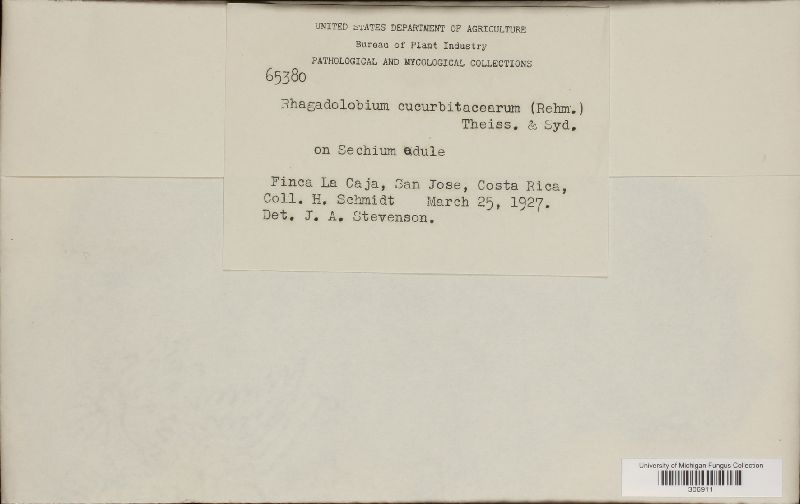 UNITED STATES DEPARTMENT OF AGRICULTURE
Bureau of Plant Industry
PATHOLOGICAL AND MYCOLOGICAL COLLECTIONS
65380
Rhagadolobium cucurbitacearum (Rehm.)
Theiss. & Syd.
on Sechium edule
Finca La Caja, San Jose, Costa Rica,
Coll. H. Schmidt March 25, 1927.
Det. J. A. Stevenson.
University of Michigan Fungus Collection
306911